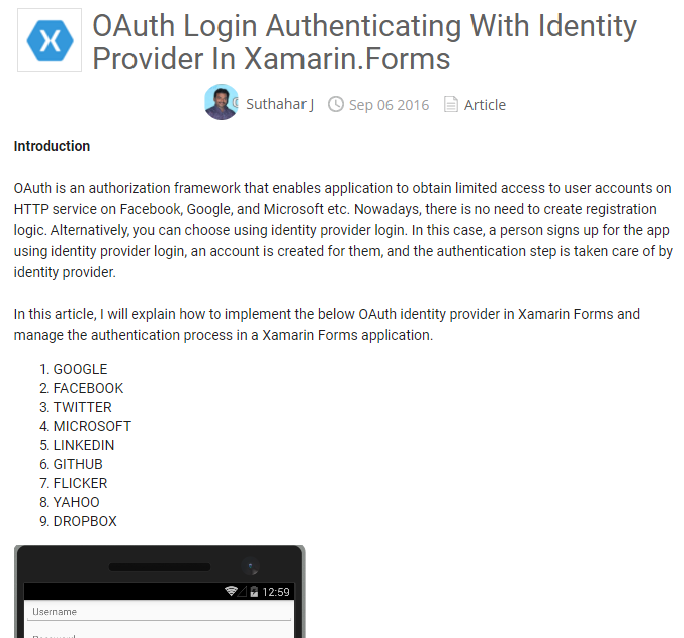 OAuth Login Authenticating With Identity
Provider In Xamarin.Forms
Suthahar J Sep 06 2016 Article
Introduction
OAuth is an authorization framework that enables application to obtain limited access to user accounts on
HTTP service on Facebook, Google, and Microsoft etc. Nowadays, there is no need to create registration
logic. Alternatively, you can choose using identity provider login. In this case, a person signs up for the app
using identity provider login, an account is created for them, and the authentication step is taken care of by
identity provider.
In this article, I will explain how to implement the below OAuth identity provider in Xamarin Forms and
manage the authentication process in a Xamarin Forms application.
1. GOOGLE
2. FACEBOOK
3. TWITTER
4. MICROSOFT
5. LINKEDIN
6. GITHUB
7. FLICKER
8. YAHOO
9. DROPBOX
12:59
Username